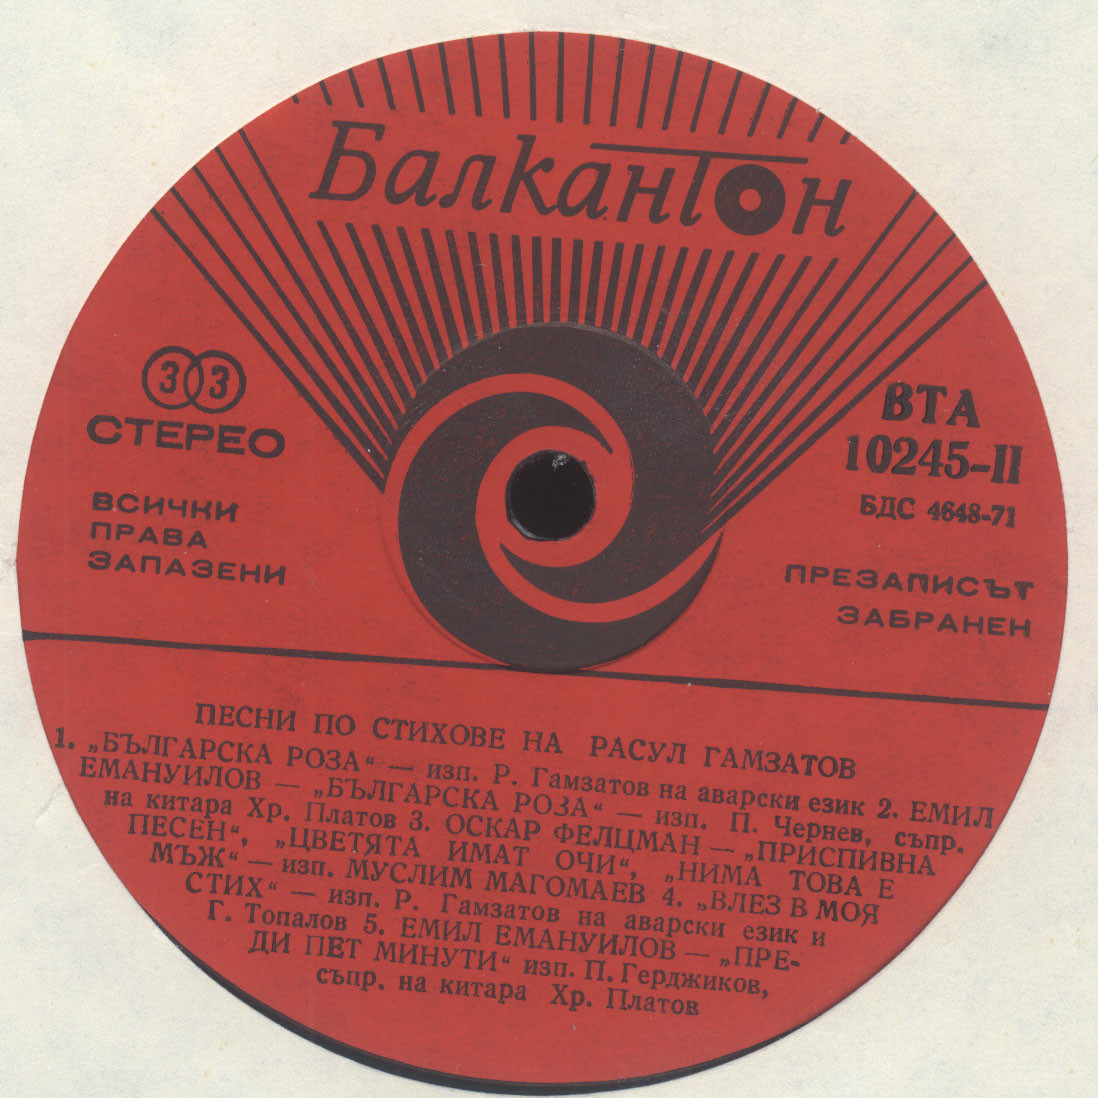 Балкантон
33
СТЕРЕО
ВСИЧКИ
ПРАВА
ЗАПАЗЕНИ
ВТА
10245-II
БДС 4648-71
ПРЕЗАПИСЪТ
ЗАБРАНЕН
ПЕСНИ ПО СТИХОВЕ НА РАСУЛ ГАМЗАТОВ
1. „БЪЛГАРСКА РОЗА“ — изп. Р. Гамзатов на аварски език 2. ЕМИЛ
ЕМАНУИЛОВ — „БЪЛГАРСКА РОЗА“ — изп. П. Чернев, съпр.
на китара Хр. Платов 3. ОСКАР ФЕЛЦМАН — „ПРИСПИВНА
ПЕСЕН“, „ЦВЕТЯТА ИМАТ ОЧИ“, „НИМА ТОВА Е
МЪЖ“ — изп. МУСЛИМ МАГОМАЕВ 4. „ВЛЕЗ В МОЯ
СТИХ“ — изп. Р. Гамзатов на аварски език и
Г. Топалов 5. ЕМИЛ ЕМАНУИЛОВ — „ПРЕ-
ДИ ПЕТ МИНУТИ“ изп. П. Герджиков,
съпр. на китара Хр. Платов